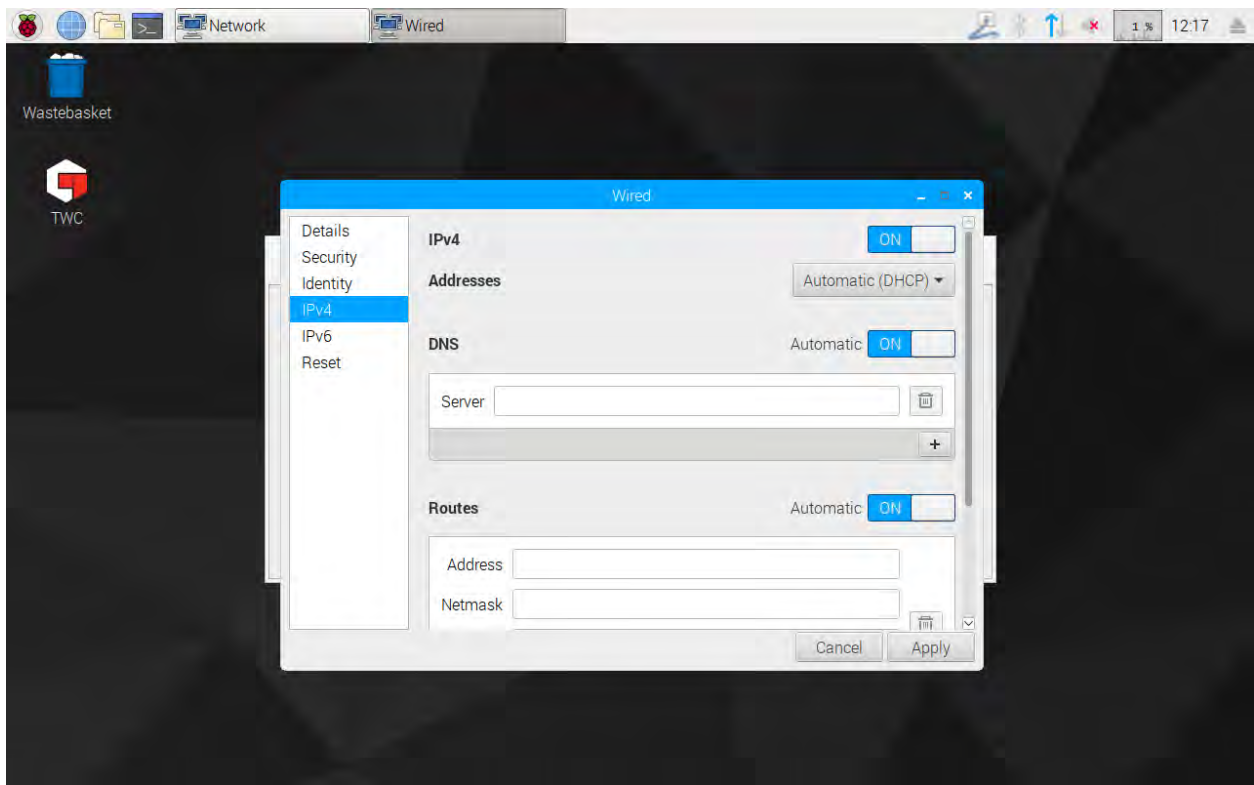 Network
Wired
1 %
12:17
Wastebasket
TWC
Wired
Details
Security
Identity
IPv4
IPv6
Reset
IPv4
ON
Addresses
Automatic (DHCP)
DNS
Automatic ON
Server
+
Routes
Automatic ON
Address
Netmask
Cancel
Apply